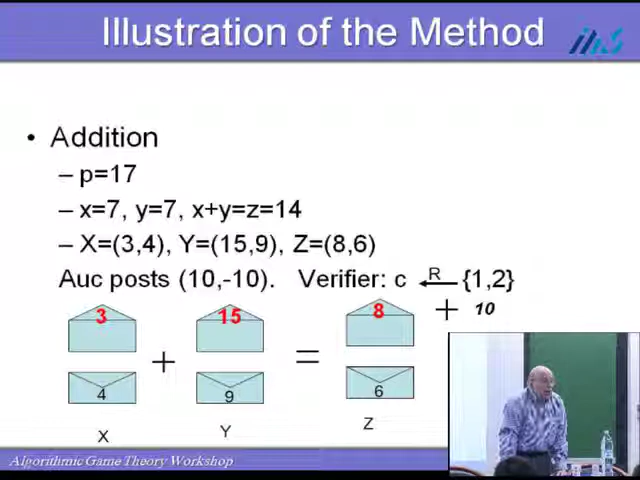 Illustration of the Method
• Addition
– p=17
– x=7, y=7, x+y=z=14
– X=(3,4), Y=(15,9), Z=(8,6)
Auc posts (10,-10). Verifier: c R {1,2}
3 15 8 + 10
+ =
4 9 6
X Y Z
Algorithmic Game Theory Workshop